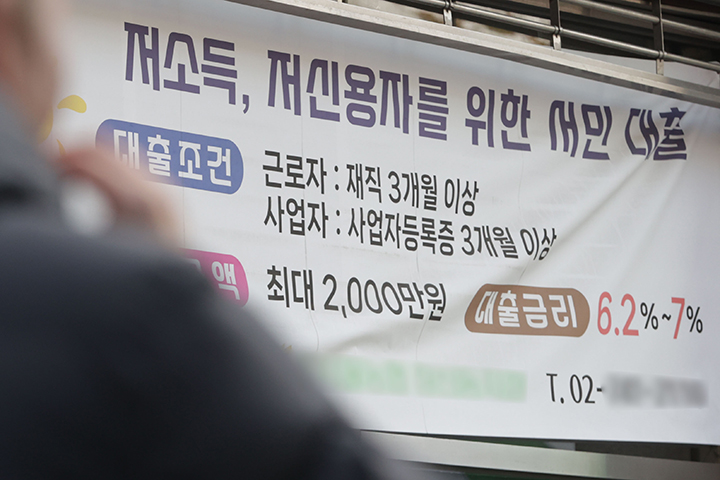 저소득, 저신용자를 위한 서민 대출
대출조건
근로자 : 재직 3개월 이상
사업자 : 사업자등록증 3개월 이상
액 최대 2,000만원
대출금리 6.2%~7%
T. 02-